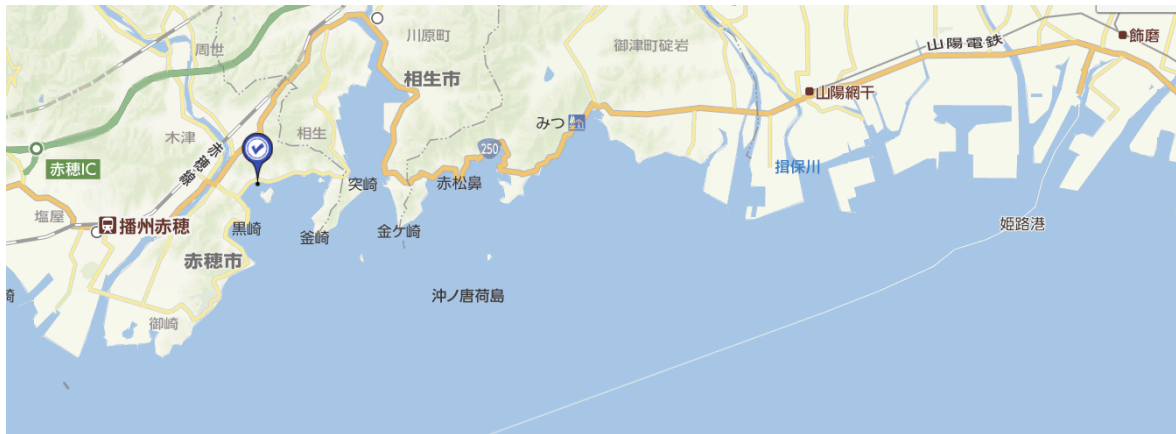 周世
川原町
相生市
御津町碇岩
山陽電鉄
飾磨
山陽網干
みつ
250
木津
相生
赤穂線
赤穂IC
揖保川
突崎
赤松鼻
塩屋
播州赤穂
黒崎
釜崎
金ケ崎
姫路港
赤穂市
沖ノ唐荷島
崎
御崎